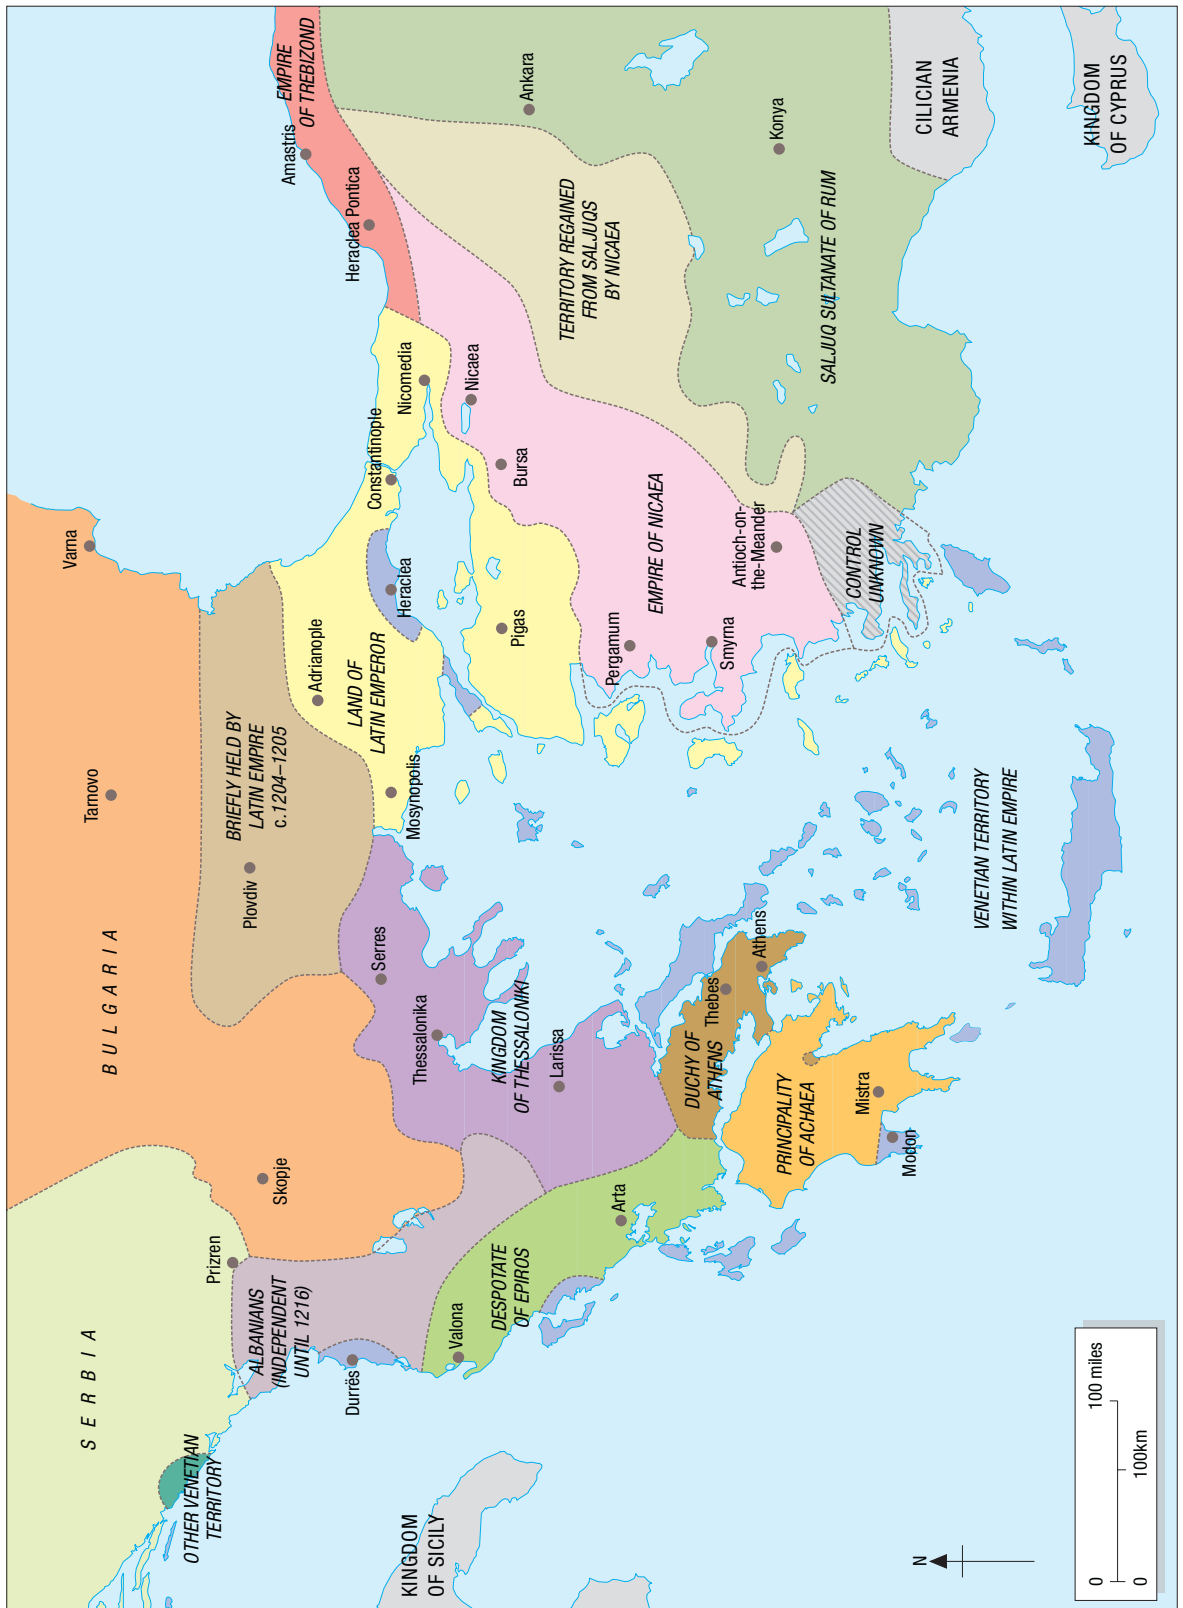 SERBIA
BULGARIA
Tarnovo
Varna
Prizren
Skopje
Plovdiv
BRIEFLY HELD BY
LATIN EMPIRE
c.1204–1205
OTHER VENETIAN
TERRITORY
ALBANIANS
(INDEPENDENT
UNTIL 1216)
Durrës
Adrianople
LAND OF
LATIN EMPEROR
Mosynopolis
Heraclea
Constantinople
Nicomedia
Heraclea Pontica
Amastris
EMPIRE
OF TREBIZOND
Serres
Thessalonika
KINGDOM
OF THESSALONIKI
Larissa
Valona
DESPOTATE
OF EPIROS
Arta
KINGDOM
OF SICILY
Pigas
Bursa
Nicaea
Ankara
TERRITORY REGAINED
FROM SALJUQS
BY NICAEA
EMPIRE OF NICAEA
Pergamum
Smyrna
Antioch-on-
the-Meander
Konya
SALJUQ SULTANATE OF RUM
CONTROL
UNKNOWN
DUCHY OF
ATHENS
Thebes
Athens
PRINCIPALITY
OF ACHAEA
Mistra
Modon
VENETIAN TERRITORY
WITHIN LATIN EMPIRE
CILICIAN
ARMENIA
KINGDOM
OF CYPRUS
N
0 100 miles
0 100km